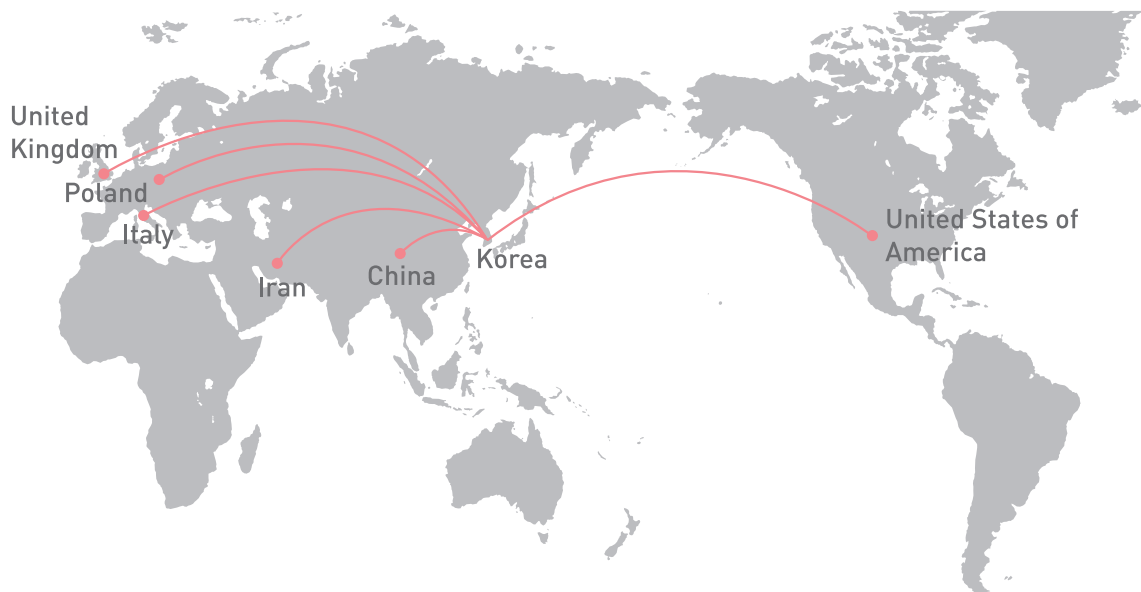 United
Kingdom
Poland
Italy
Iran
China
Korea
United States of
America